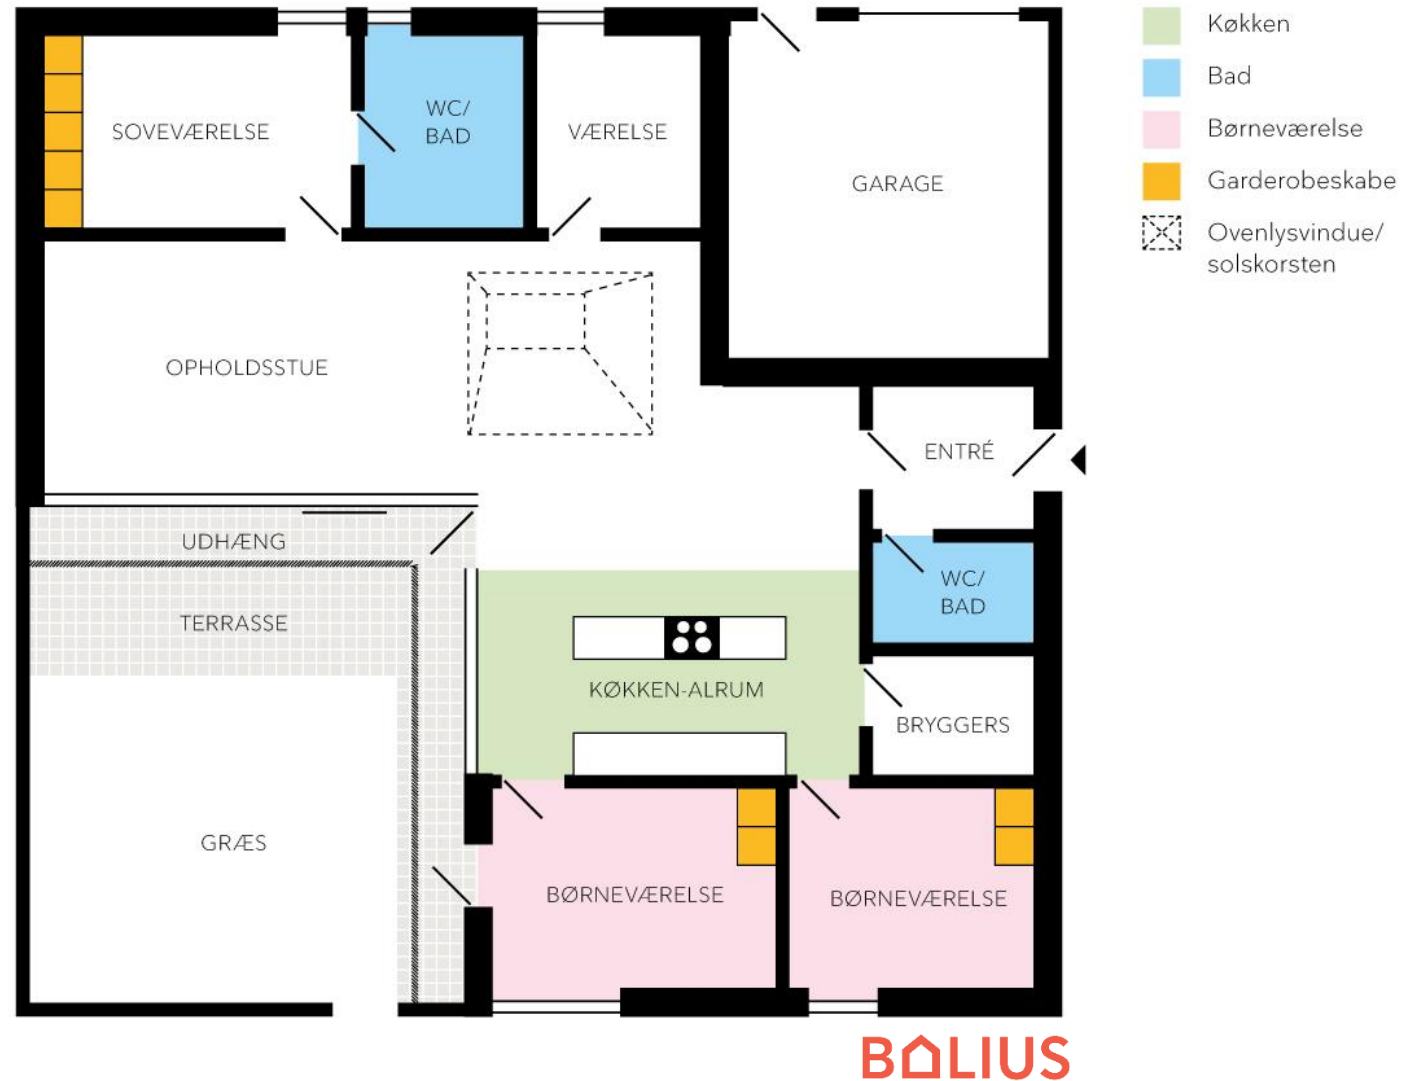 SOVEVÆRELSE
WC/
BAD
VÆRELSE
GARAGE
OPHOLDSSTUE
ENTRÉ
UDHÆNG
TERRASSE
WC/
BAD
KØKKEN-ALRUM
BRYGGERS
GRÆS
BØRNEVÆRELSE
BØRNEVÆRELSE
Køkken
Bad
Børneværelse
Garderobeskabe
Ovenlysvindue/
solskorsten
BOLIUS